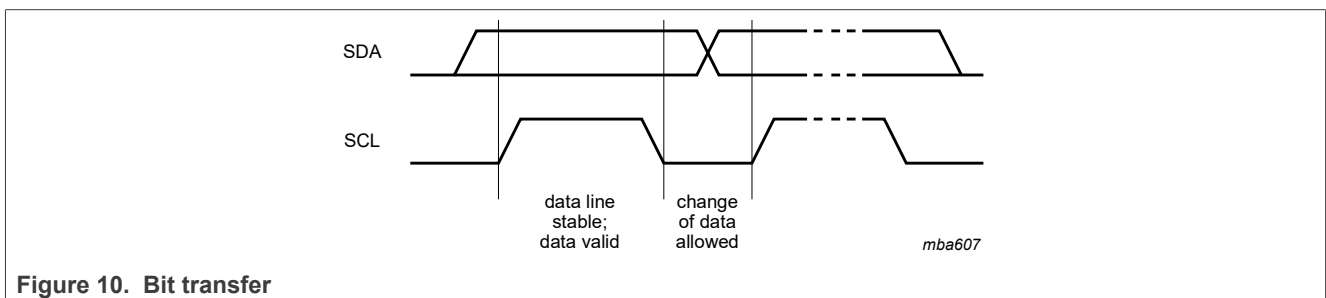 SDA
SCL
data line
stable;
data valid
change
of data
allowed
mba607
Figure 10. Bit transfer